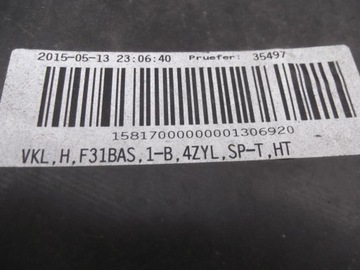 2015-05-13 23:06:40 Pruefer: 35497
15817000000001306920
VKL,H,F31BAS,1-B,4ZYL,SP-T,HT